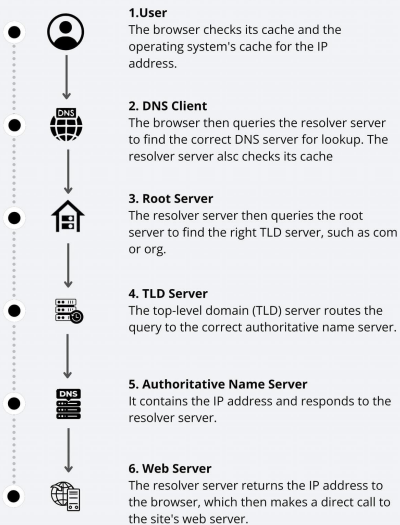 1.User
The browser checks its cache and the
operating system's cache for the IP
address.
DNS
2. DNS Client
The browser then queries the resolver server
to find the correct DNS server for lookup. The
resolver server alsc checks its cache
3. Root Server
The resolver server then queries the root
server to find the right TLD server, such as com
or org.
4. TLD Server
The top-level domain (TLD) server routes the
query to the correct authoritative name server.
DNS
5. Authoritative Name Server
It contains the IP address and responds to the
resolver server.
6. Web Server
The resolver server returns the IP address to
the browser, which then makes a direct call to
the site's web server.